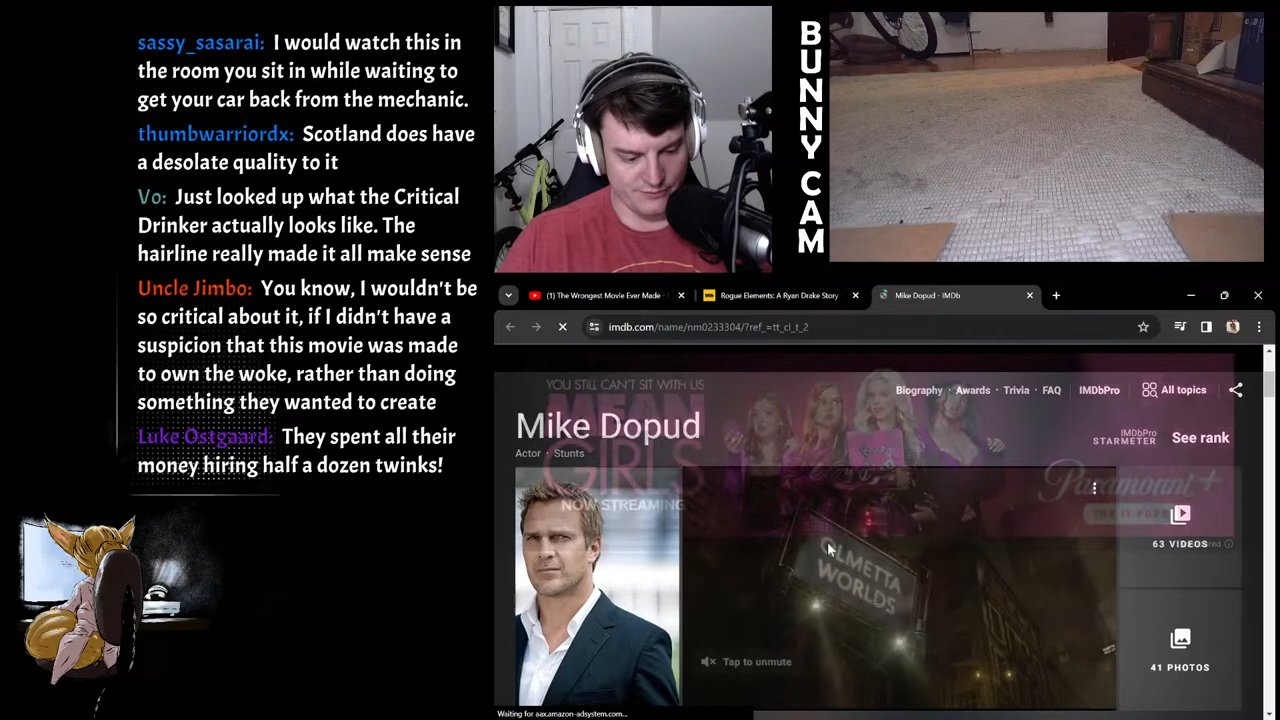 sassy_sasarai: I would watch this in
the room you sit in while waiting to
get your car back from the mechanic.
thumbwarriordx: Scotland does have
a desolate quality to it
Vo: Just looked up what the Critical
Drinker actually looks like. The
hairline really made it all make sense
Uncle Jimbo: You know, I wouldn't be
so critical about it, if I didn't have a
suspicion that this movie was made
to own the woke, rather than doing
something they wanted to create
Luke Ostgaard: They spent all their
money hiring half a dozen twinks!
BUNNY CAM
(1) The Wrongest Movie Ever Made -
Rogue Elements: A Ryan Drake Story
Mike Dopud - IMDb
imdb.com/name/nm0233304/?ref_=tt_cl_t_2
YOU STILL CAN'T SIT WITH US
MEAN
GIRLS
NOW STREAMING
Paramount+
TRY IT FREE
Biography · Awards · Trivia · FAQ IMDbPro All topics
Mike Dopud
Actor · Stunts
IMDbPro
STARMETER
See rank
OLMETTA
WORLDS
63 VIDEOS
Tap to unmute
41 PHOTOS
Waiting for aax.amazon-adsystem.com...